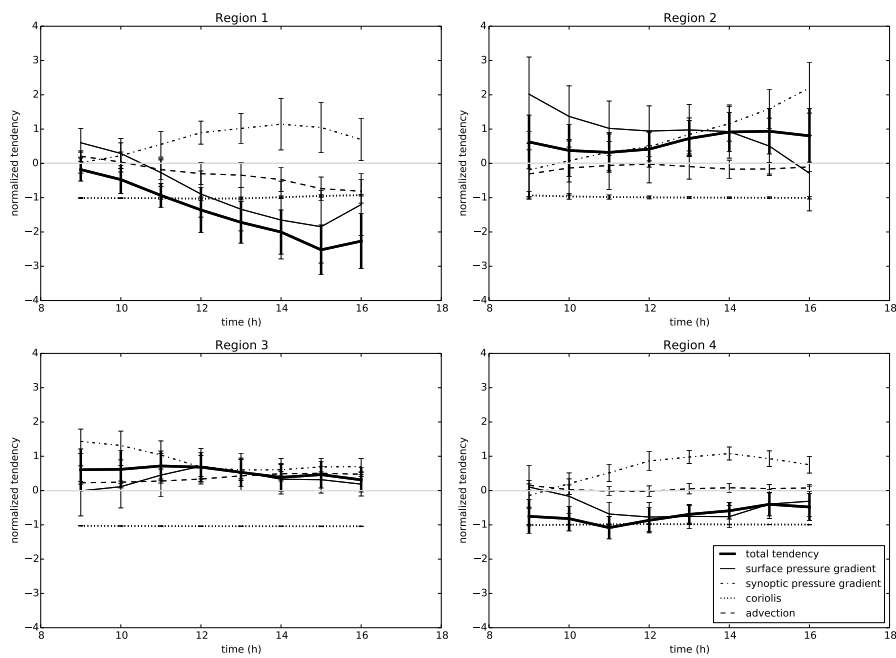 Region 1
4
3
2
1
0
−1
−2
−3
−4
normalized tendency
8 10 12 14 16 18
time (h)
Region 2
4
3
2
1
0
−1
−2
−3
−4
normalized tendency
8 10 12 14 16 18
time (h)
Region 3
4
3
2
1
0
−1
−2
−3
−4
normalized tendency
8 10 12 14 16 18
time (h)
Region 4
4
3
2
1
0
−1
−2
−3
−4
normalized tendency
8 10 12 14 16 18
time (h)
total tendency
surface pressure gradient
synoptic pressure gradient
coriolis
advection